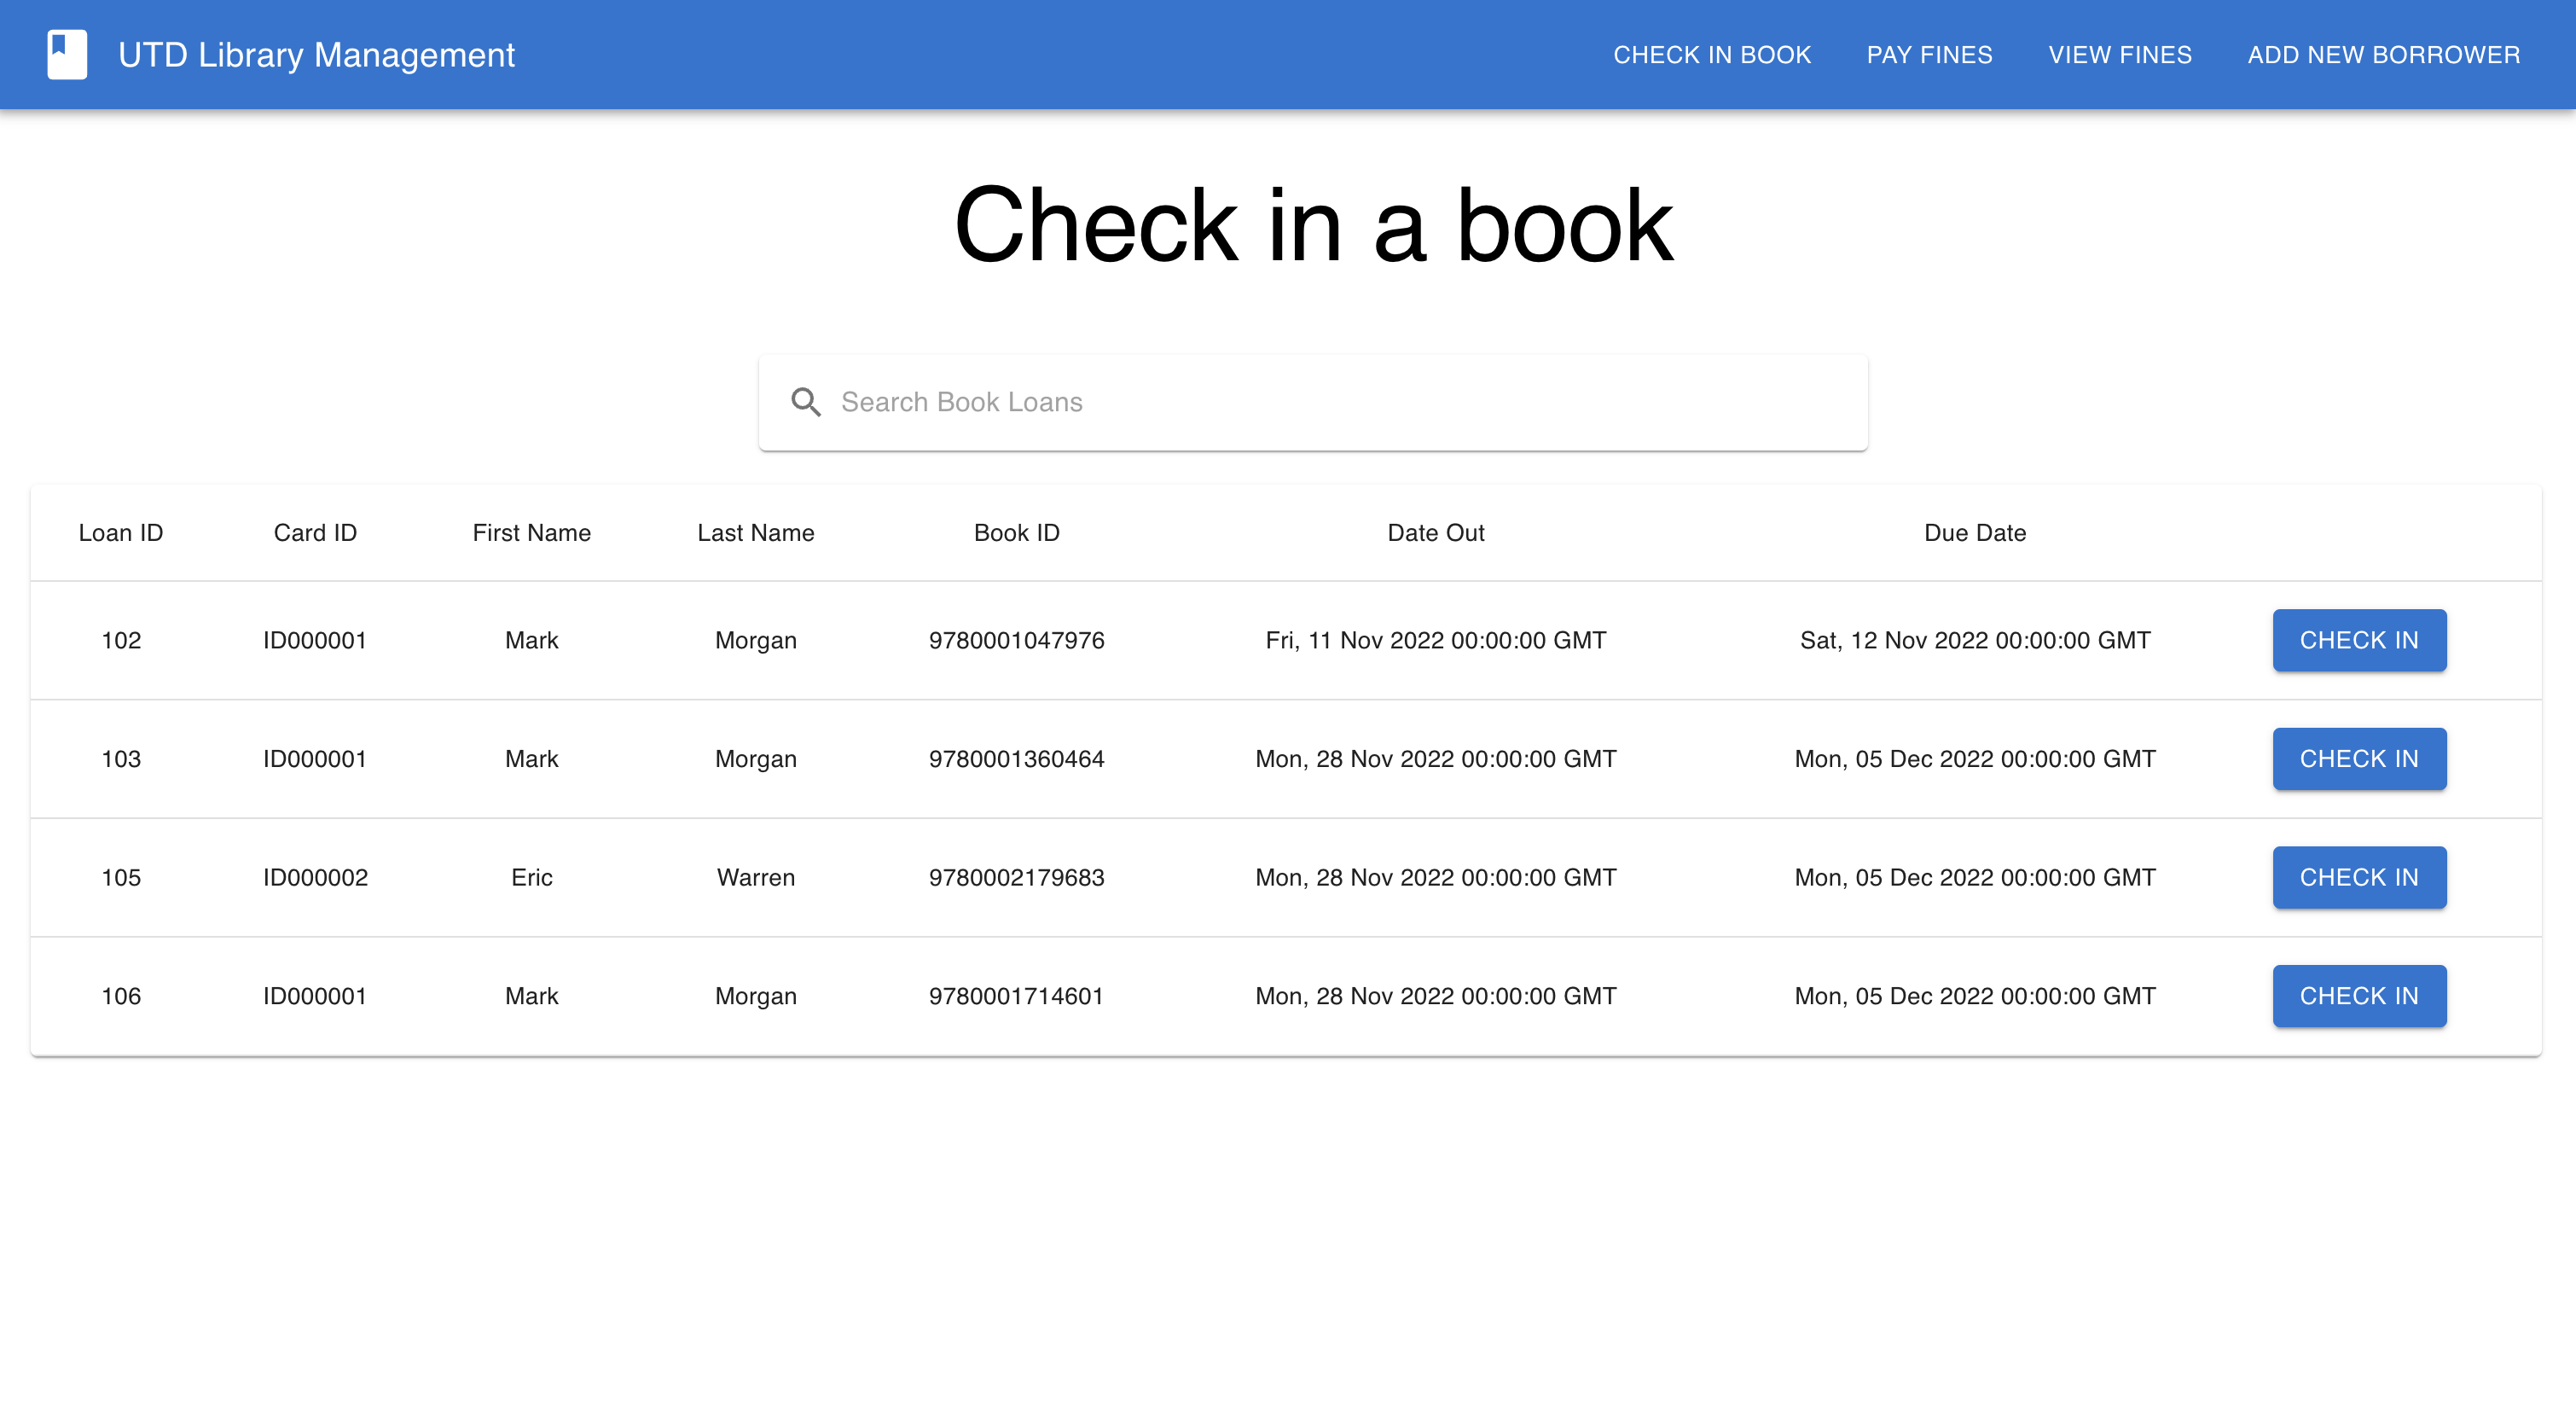 UTD Library Management CHECK IN BOOK PAY FINES VIEW FINES ADD NEW BORROWER
Check in a book
Search Book Loans
Loan ID Card ID First Name Last Name Book ID Date Out Due Date
102 ID000001 Mark Morgan 9780001047976 Fri, 11 Nov 2022 00:00:00 GMT Sat, 12 Nov 2022 00:00:00 GMT CHECK IN
103 ID000001 Mark Morgan 9780001360464 Mon, 28 Nov 2022 00:00:00 GMT Mon, 05 Dec 2022 00:00:00 GMT CHECK IN
105 ID000002 Eric Warren 9780002179683 Mon, 28 Nov 2022 00:00:00 GMT Mon, 05 Dec 2022 00:00:00 GMT CHECK IN
106 ID000001 Mark Morgan 9780001714601 Mon, 28 Nov 2022 00:00:00 GMT Mon, 05 Dec 2022 00:00:00 GMT CHECK IN